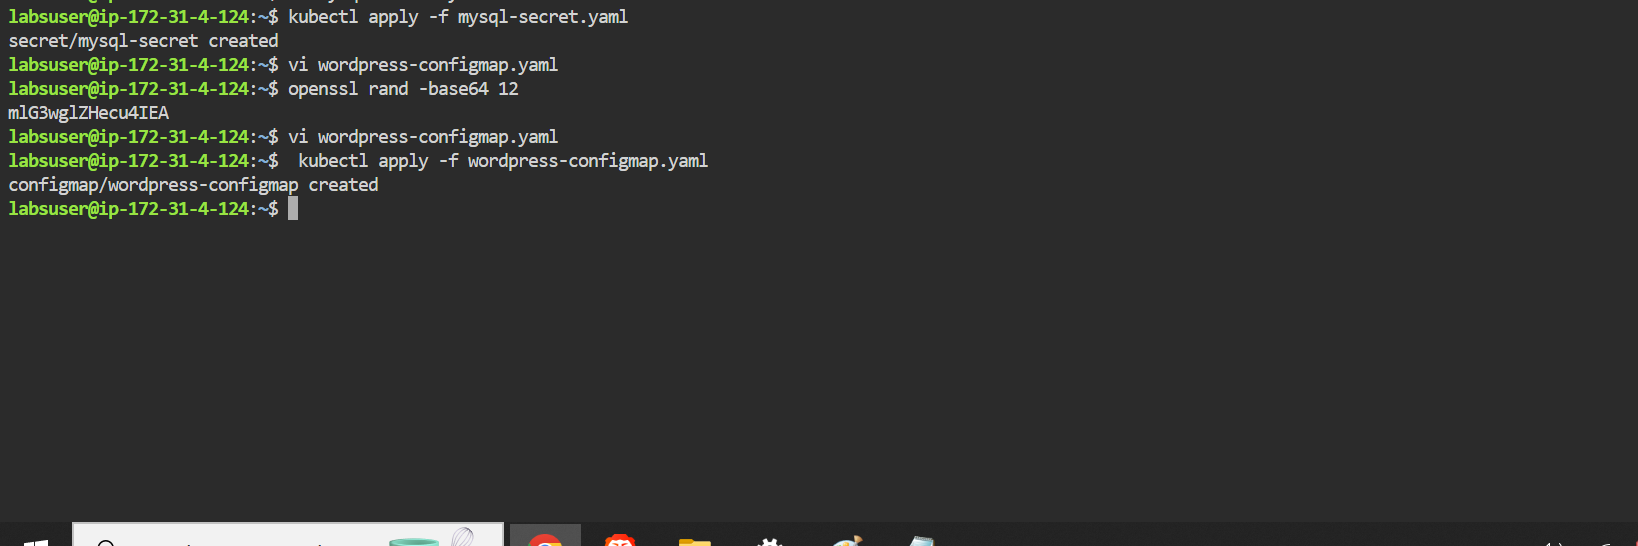 labsuser@ip-172-31-4-124:~$ kubectl apply -f mysql-secret.yaml
secret/mysql-secret created
labsuser@ip-172-31-4-124:~$ vi wordpress-configmap.yaml
labsuser@ip-172-31-4-124:~$ openssl rand -base64 12
mlG3wglZHecu4IEA
labsuser@ip-172-31-4-124:~$ vi wordpress-configmap.yaml
labsuser@ip-172-31-4-124:~$  kubectl apply -f wordpress-configmap.yaml
configmap/wordpress-configmap created
labsuser@ip-172-31-4-124:~$